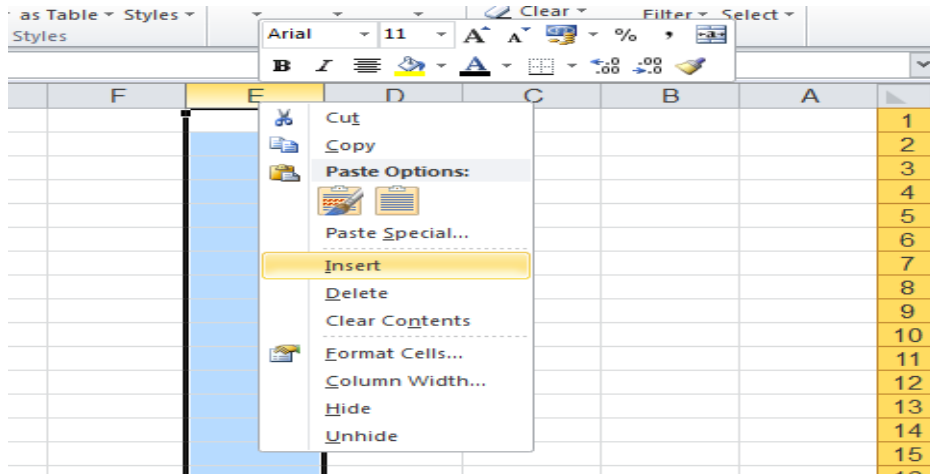 as Table Styles Clear Filter Select
Styles
Arial 11 A A % ,
B I A .00 .00
F E D C B A
Cut
Copy
Paste Options:
Paste Special...
Insert
Delete
Clear Contents
Format Cells...
Column Width...
Hide
Unhide
1
2
3
4
5
6
7
8
9
10
11
12
13
14
15